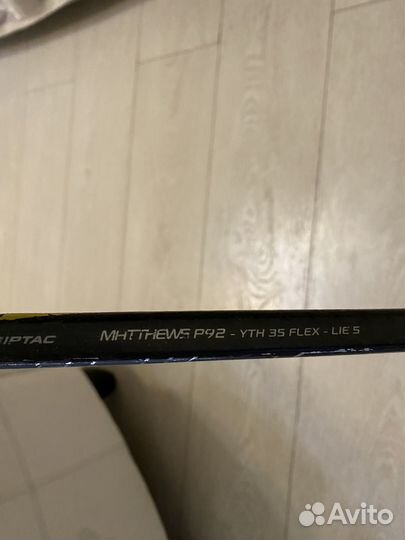 IPTAC MATTHEWS P92 - YTH 35 FLEX - LIE 5
Avito